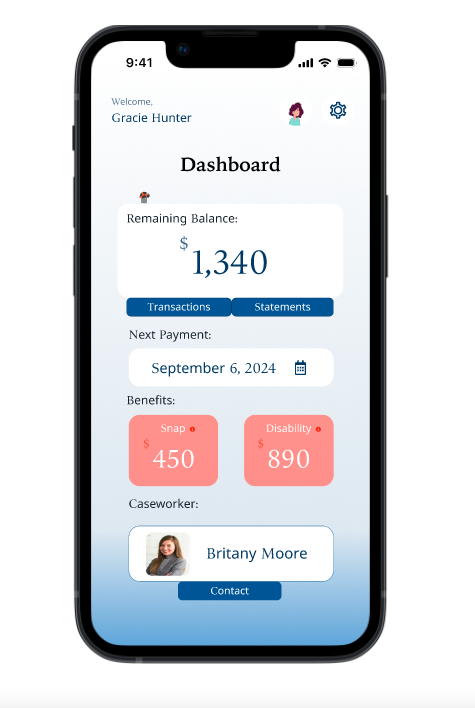 9:41
Welcome,
Gracie Hunter
Dashboard
Remaining Balance:
$ 1,340
Transactions Statements
Next Payment:
September 6, 2024
Benefits:
Snap Disability
$ 450 $ 890
Caseworker:
Britany Moore
Contact